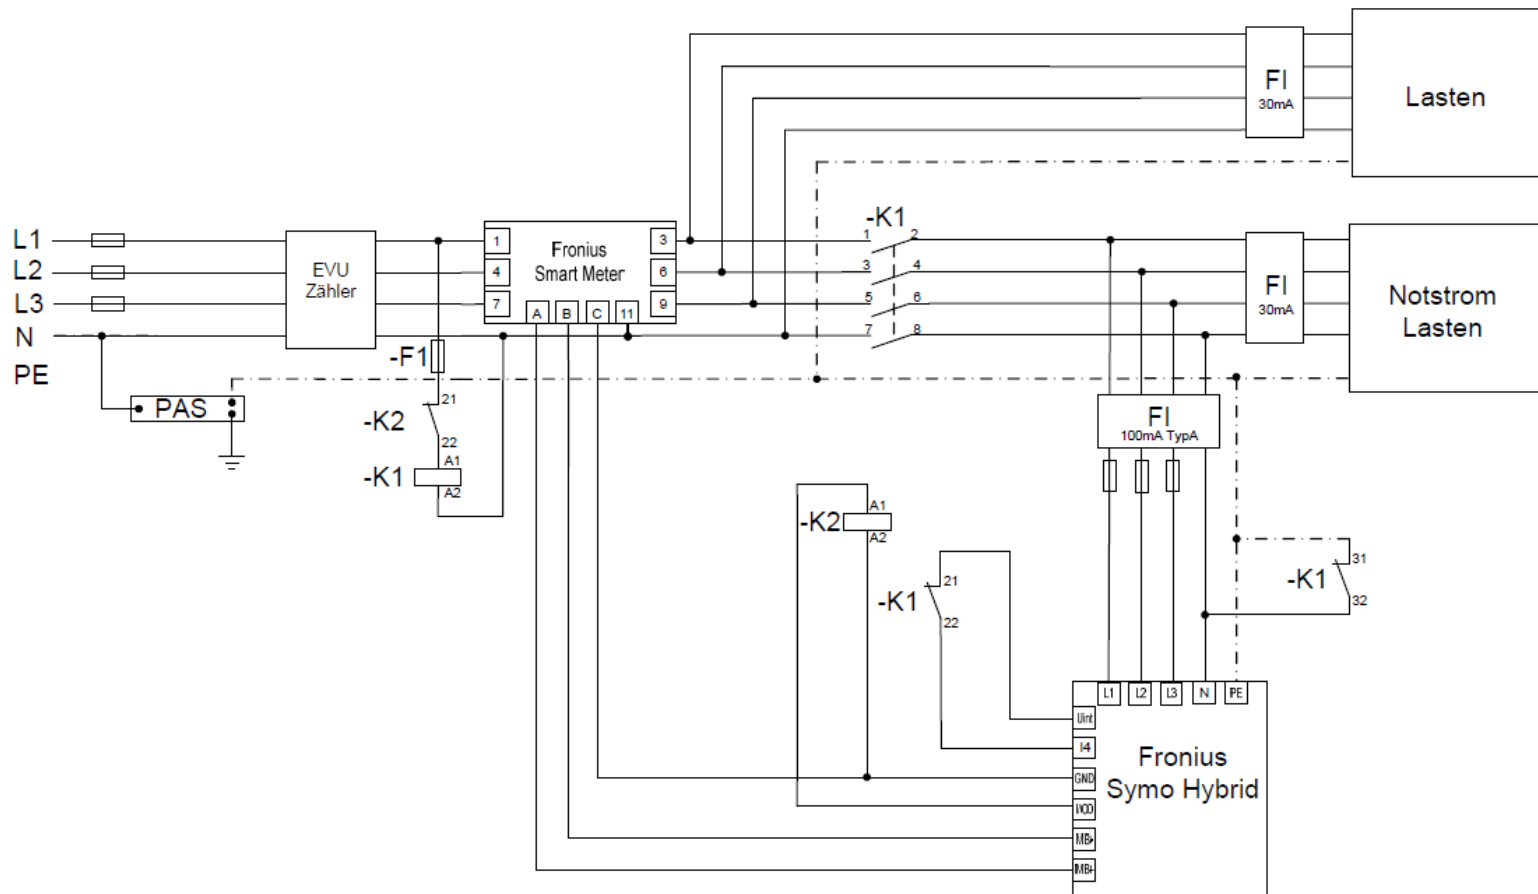 FI
30mA
Lasten
-K1
1 2
3 4
5 6
7 8
L1
L2
L3
N
PE
EVU
Zähler
1
4
7
Fronius
Smart Meter
3
6
9
A B C 11
FI
30mA
Notstrom
Lasten
-F1
PAS
-K2
21
22
-K1
A1
A2
FI
100mA TypA
-K2
A1
A2
-K1
21
22
-K1
31
32
L1 L2 L3 N PE
Uint
I4
GND
I/O0
MB-
MB+
Fronius
Symo Hybrid